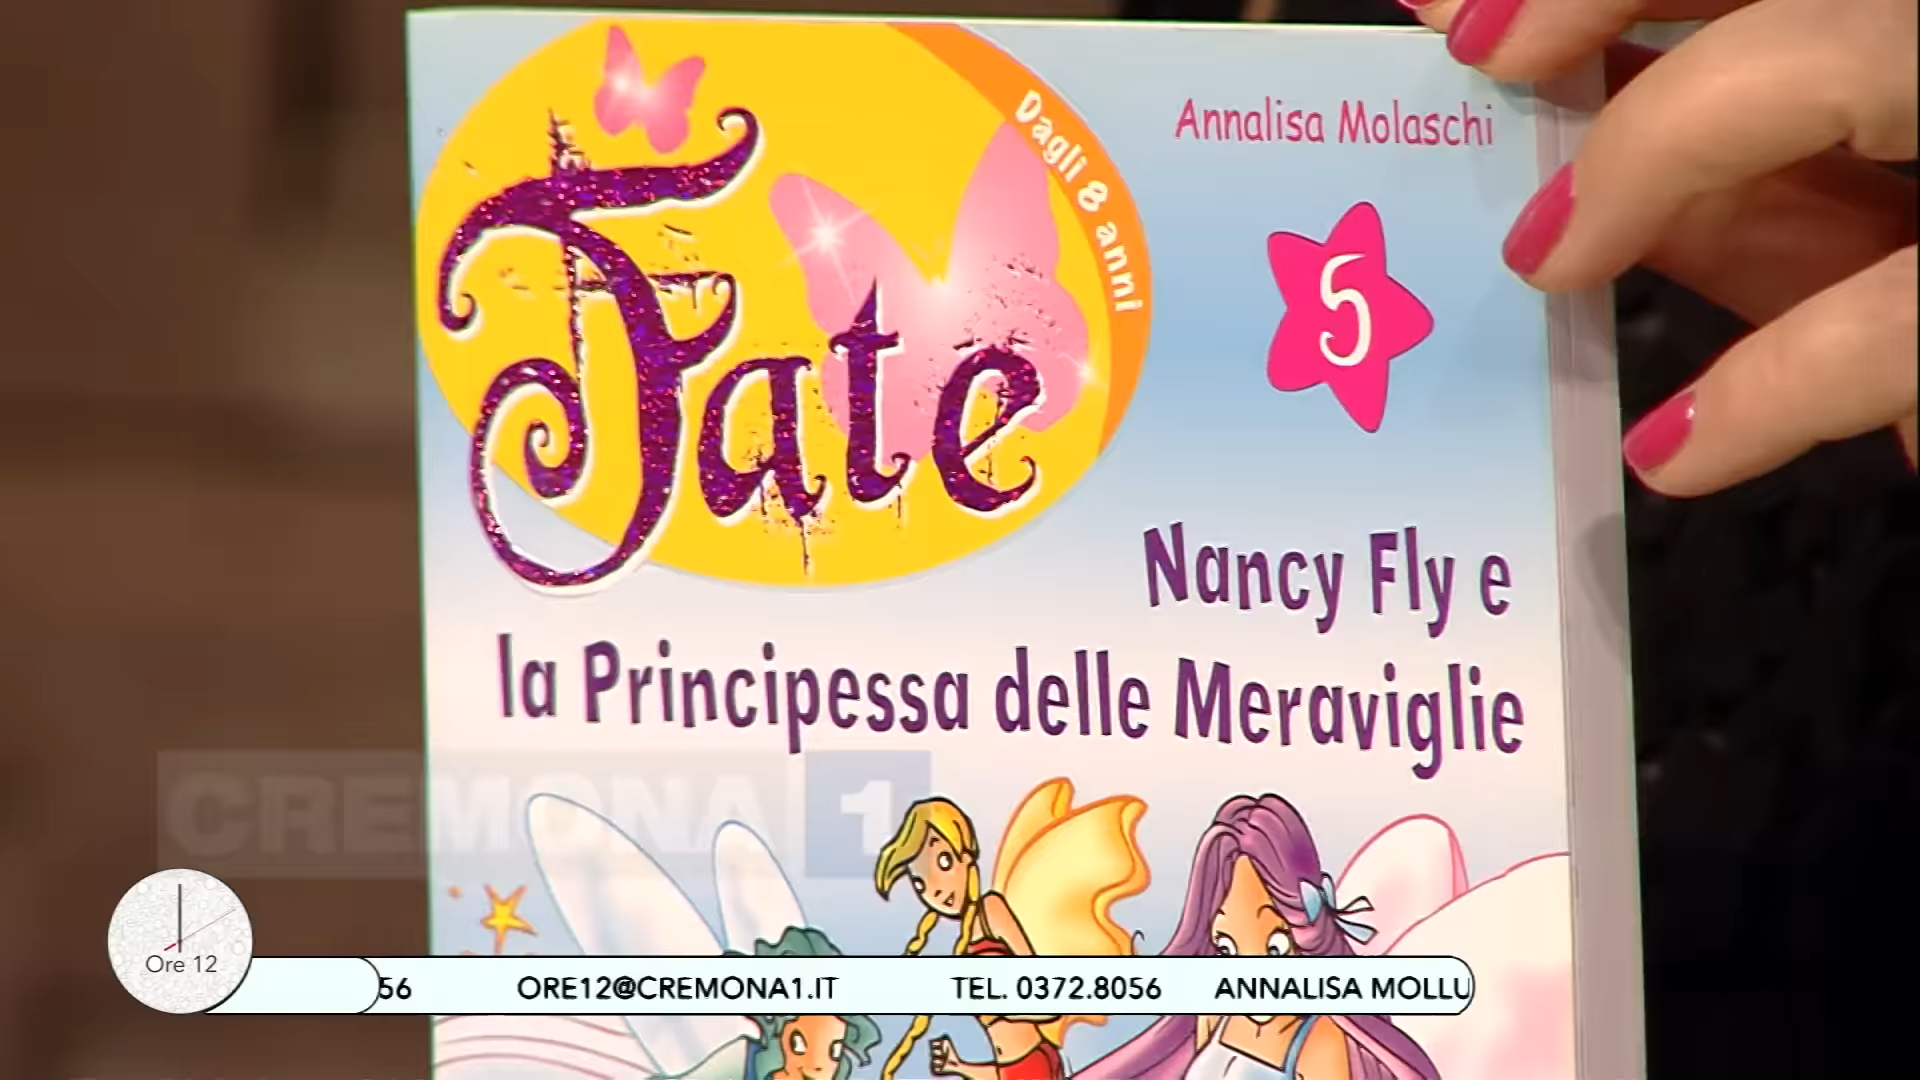 Annalisa Molaschi
Dagli 8 anni
Fate
5
Nancy Fly e
la Principessa delle Meraviglie
CREMONA 1
Ore 12
56 ORE12@CREMONA1.IT TEL. 0372.8056 ANNALISA MOLLU